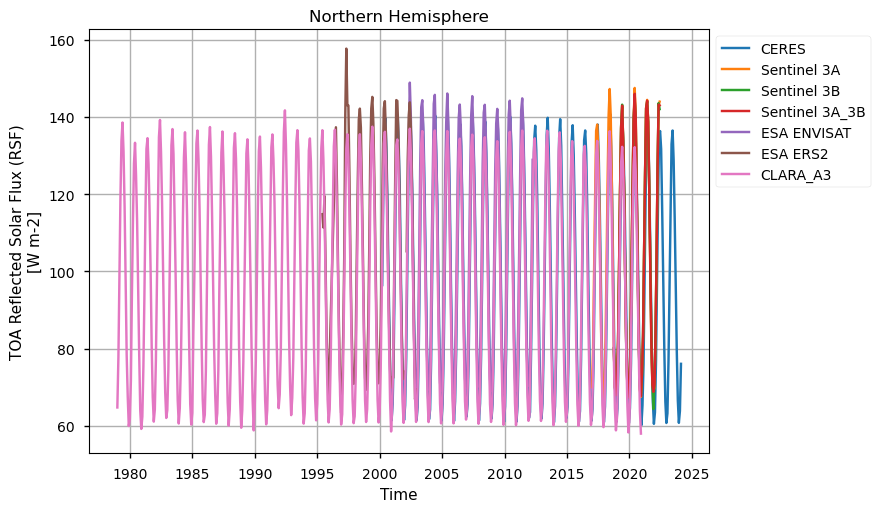 Northern Hemisphere
TOA Reflected Solar Flux (RSF)
[W m-2]
160
140
120
100
80
60
1980
1985
1990
1995
2000
2005
2010
2015
2020
2025
Time
CERES
Sentinel 3A
Sentinel 3B
Sentinel 3A_3B
ESA ENVISAT
ESA ERS2
CLARA_A3